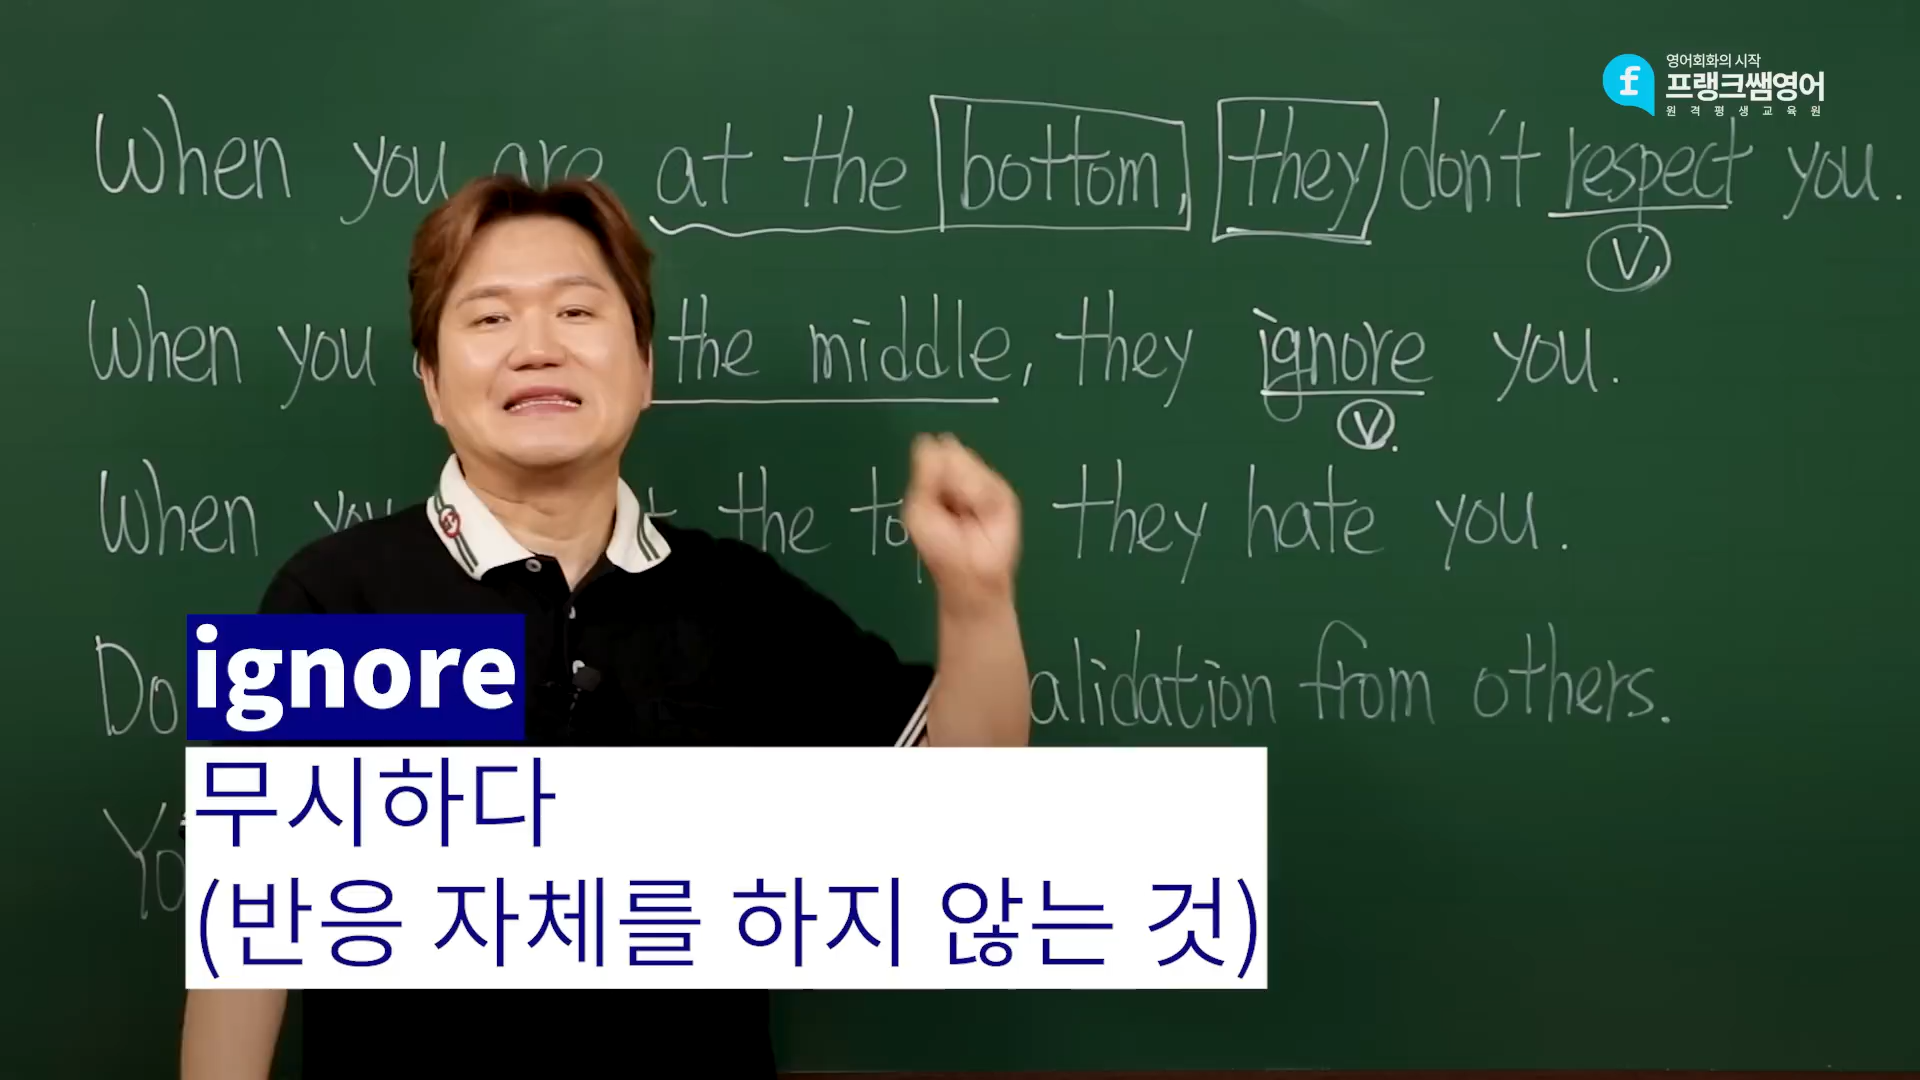 영어회화의 시작
프랭크쌤영어
원격평생교육원
When you are at the bottom, they don't respect you.
V
When you the middle, they ignore you.
V.
When you the they hate you.
Do from others.
ignore
무시하다
(반응 자체를 하지 않는 것)